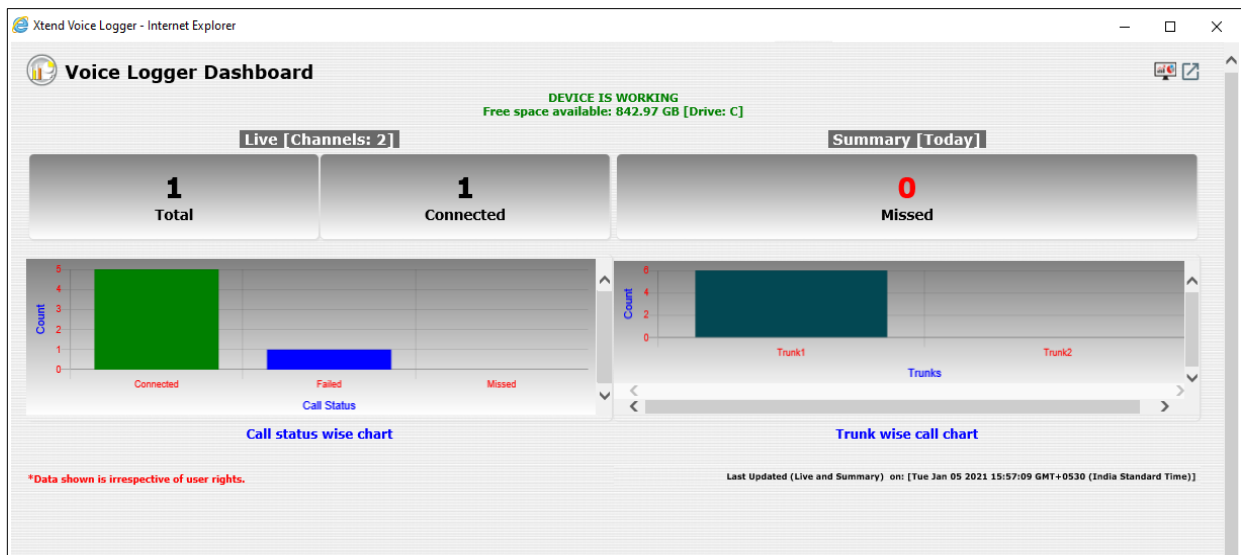 Xtend Voice Logger - Internet Explorer
Voice Logger Dashboard
DEVICE IS WORKING
Free space available: 842.97 GB [Drive: C]
Live [Channels: 2]
Summary [Today]
1
Total
1
Connected
0
Missed
5
4
3
2
1
0
Count
Connected
Failed
Missed
Call Status
Call status wise chart
6
4
2
0
Count
Trunk1
Trunk2
Trunks
Trunk wise call chart
*Data shown is irrespective of user rights.
Last Updated (Live and Summary) on: [Tue Jan 05 2021 15:57:09 GMT+0530 (India Standard Time)]